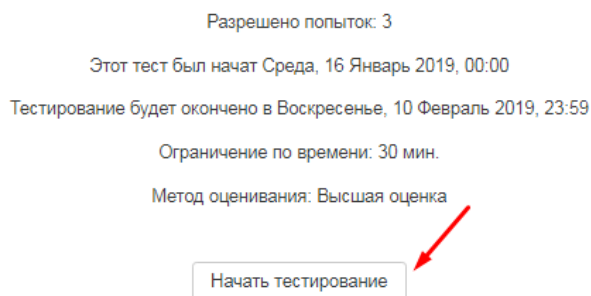 Разрешено попыток: 3
Этот тест был начат Среда, 16 Январь 2019, 00:00
Тестирование будет окончено в Воскресенье, 10 Февраль 2019, 23:59
Ограничение по времени: 30 мин.
Метод оценивания: Высшая оценка
Начать тестирование